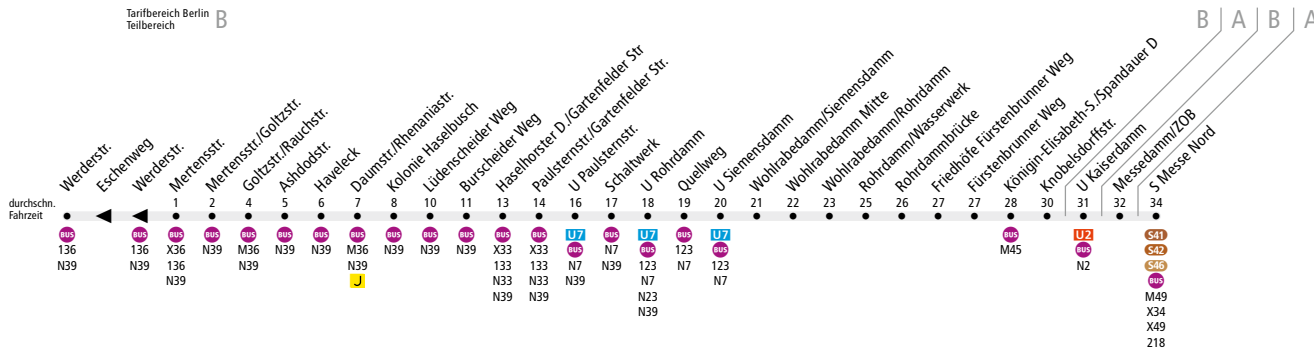 Tarifbereich Berlin
Teilbereich
B
B A B A
durchschn.
Fahrzeit
Werderstr.
Eschenweg
Werderstr.
Mertensstr.
Mertensstr./Goltzstr.
Goltzstr./Rauchstr.
Ashdodstr.
Haveleck
Daumstr./Rhenaniastr.
Kolonie Haselbusch
Lüdenscheider Weg
Burscheider Weg
Haselhorster D./Gartenfelder Str
Paulsternstr./Gartenfelder Str.
U Paulsternstr.
Schaltwerk
U Rohrdamm
Quellweg
U Siemensdamm
Wohlrabedamm/Siemensdamm
Wohlrabedamm Mitte
Wohlrabedamm/Rohrdamm
Rohrdamm/Wasserwerk
Rohrdammbrücke
Friedhöfe Fürstenbrunner Weg
Fürstenbrunner Weg
Königin-Elisabeth-S./Spandauer D
Knobelsdorffstr.
U Kaiserdamm
Messedamm/ZOB
S Messe Nord
1 2 4 5 6 7 8 10 11 13 14 16 17 18 19 20 21 22 23 25 26 27 27 28 30 31 32 34
BUS
136
N39
BUS
136
N39
BUS
X36
136
N39
BUS
N39
BUS
M36
N39
BUS
N39
BUS
N39
BUS
M36
N39
J
BUS
N39
BUS
N39
BUS
N39
BUS
X33
133
N33
N39
BUS
X33
133
N33
N39
U7
BUS
N7
N39
BUS
N7
N39
U7
BUS
123
N7
N23
N39
BUS
123
N7
U7
BUS
123
N7
BUS
M45
U2
BUS
N2
S41
S42
S46
BUS
M49
X34
X49
218